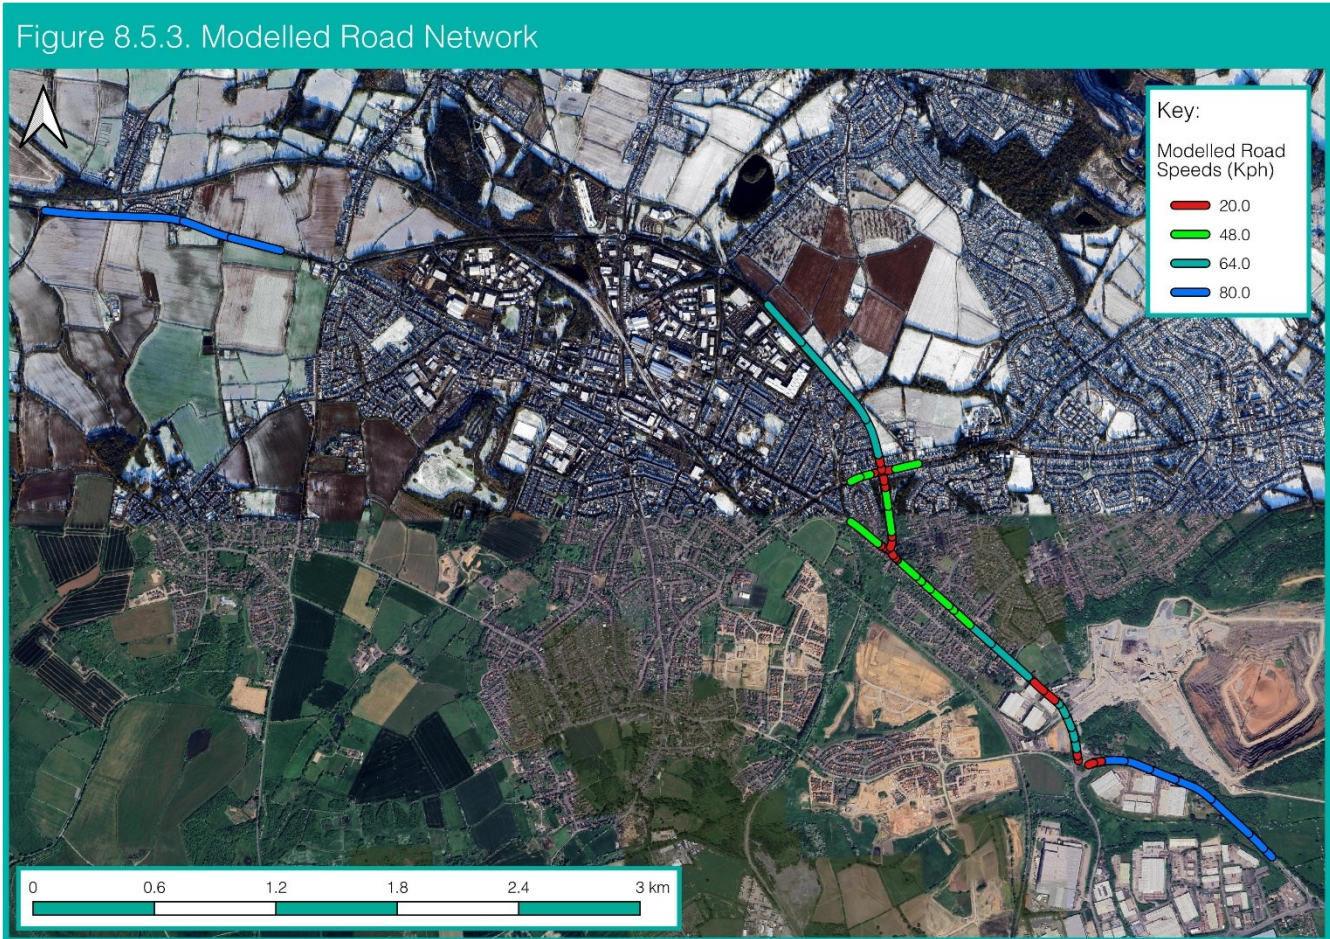 Figure 8.5.3. Modelled Road Network
Key:
Modelled Road
Speeds (Kph)
20.0
48.0
64.0
80.0
0 0.6 1.2 1.8 2.4 3 km